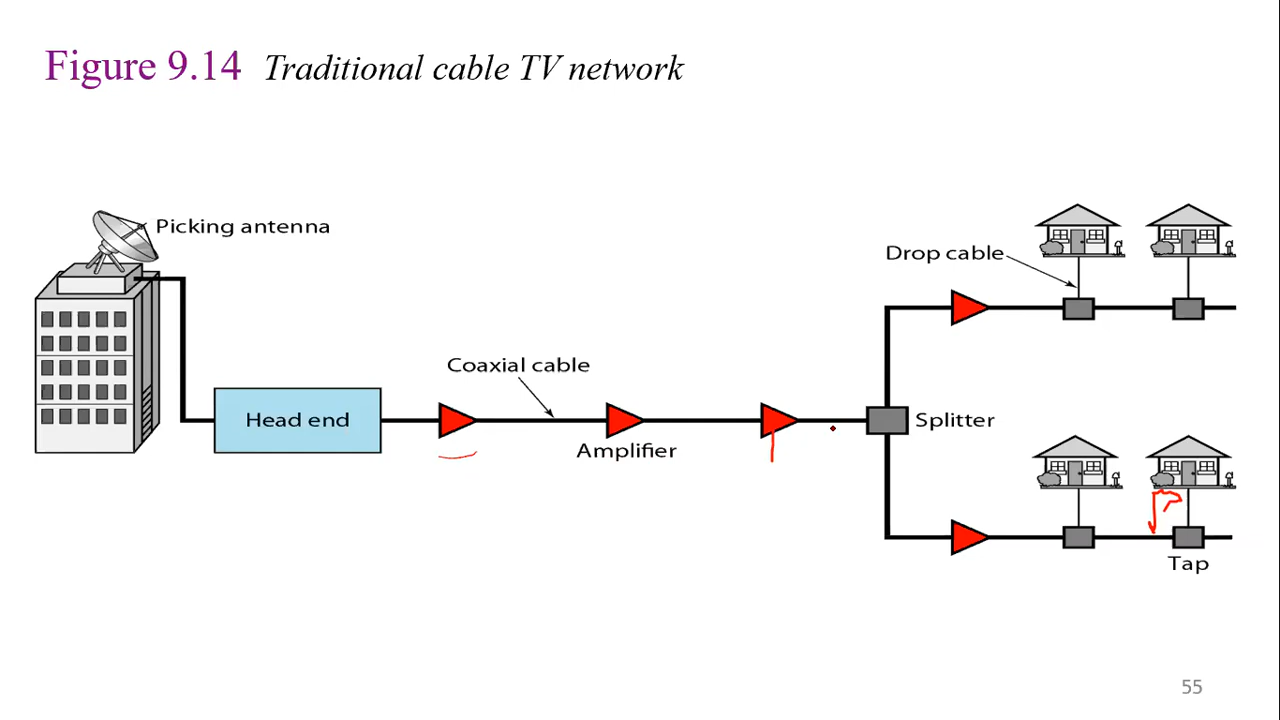 Figure 9.14 Traditional cable TV network
Picking antenna
Drop cable
Coaxial cable
Head end
Splitter
Amplifier
Tap
55